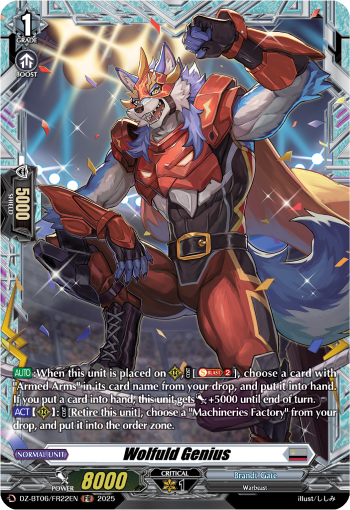 1
GRADE
BOOST
5000
SHIELD
AUTO:When this unit is placed on R, COST [SOUL BLAST 2], choose a card with
"Armed Arms" in its card name from your drop, and put it into hand.
If you put a card into hand, this unit gets +5000 until end of turn.
ACT [R]:COST [Retire this unit], choose a "Machineries Factory" from your
drop, and put it into the order zone.
NORMAL UNIT
Wolfuld Genius
POWER
8000
CRITICAL
1
Brandt Gate
Warbeast
DZ-BT06/FR22EN FR 2025
illust/ししみ